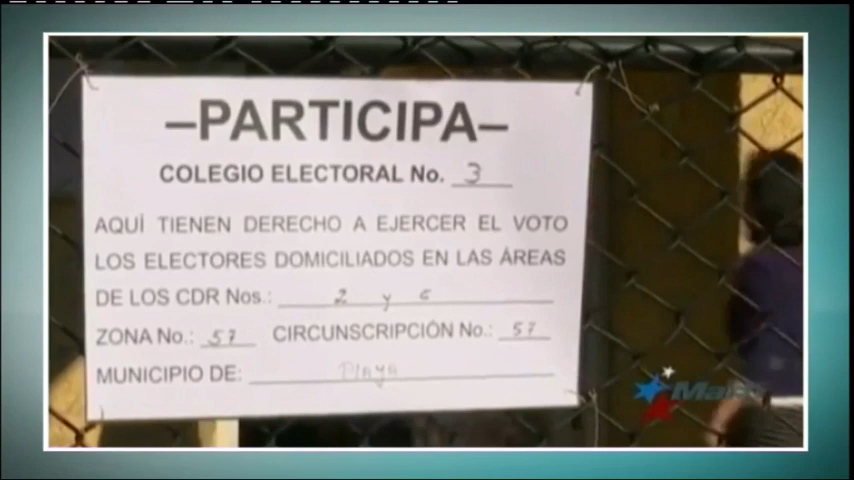 –PARTICIPA–
COLEGIO ELECTORAL No. 3
AQUÍ TIENEN DERECHO A EJERCER EL VOTO
LOS ELECTORES DOMICILIADOS EN LAS ÁREAS
DE LOS CDR Nos.: 2 y 6
ZONA No.: 57 CIRCUNSCRIPCIÓN No.: 57
MUNICIPIO DE: Playa